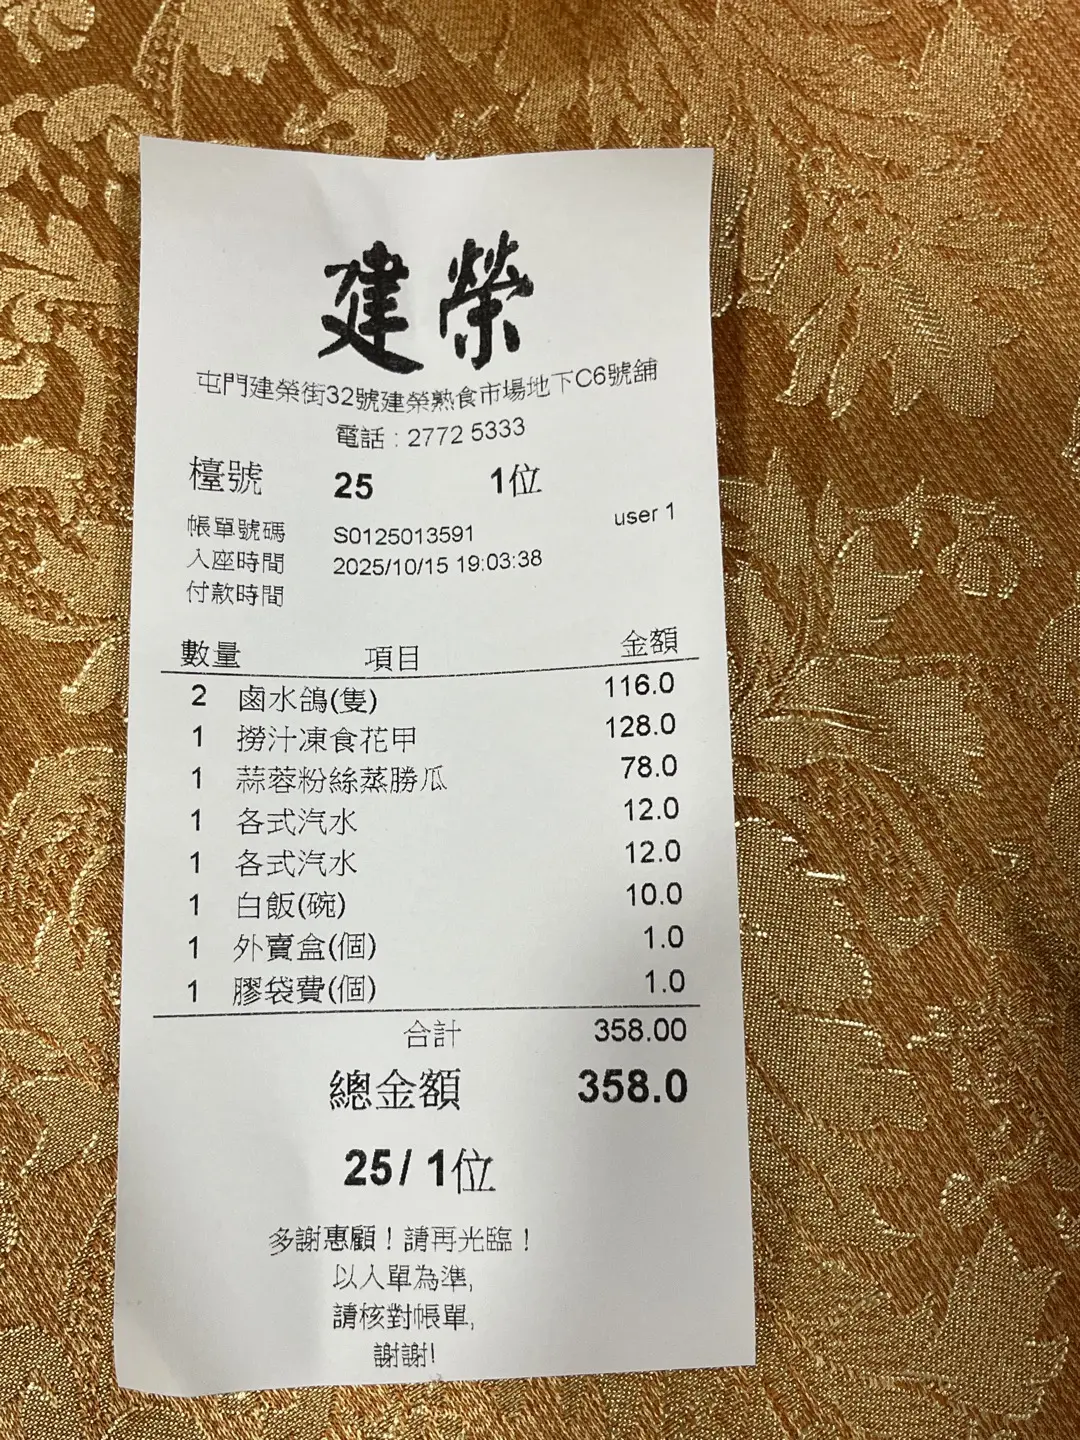 建榮
屯門建榮街32號建榮熟食市場地下C6號舖
電話 : 2772 5333
檯號 25 1位
帳單號碼 S0125013591 user 1
入座時間 2025/10/15 19:03:38
付款時間
數量 項目 金額
2 鹵水鴿(隻) 116.0
1 撈汁凍食花甲 128.0
1 蒜蓉粉絲蒸勝瓜 78.0
1 各式汽水 12.0
1 各式汽水 12.0
1 白飯(碗) 10.0
1 外賣盒(個) 1.0
1 膠袋費(個) 1.0
合計 358.00
總金額 358.0
25/ 1位
多謝惠顧！請再光臨！
以入單為準,
請核對帳單,
謝謝!